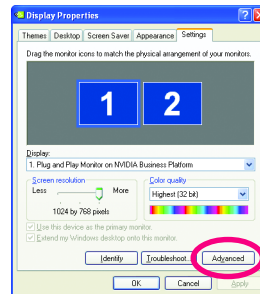 Display Properties
Themes Desktop Screen Saver Appearance Settings
Drag the monitor icons to match the physical arrangement of your monitors.
1 2
Display:
1. Plug and Play Monitor on NVIDIA Business Platform
Screen resolution
Less More
1024 by 768 pixels
Color quality
Highest (32 bit)
Use this device as the primary monitor.
Extend my Windows desktop onto this monitor.
Identify Troubleshoot... Advanced
OK Cancel Apply